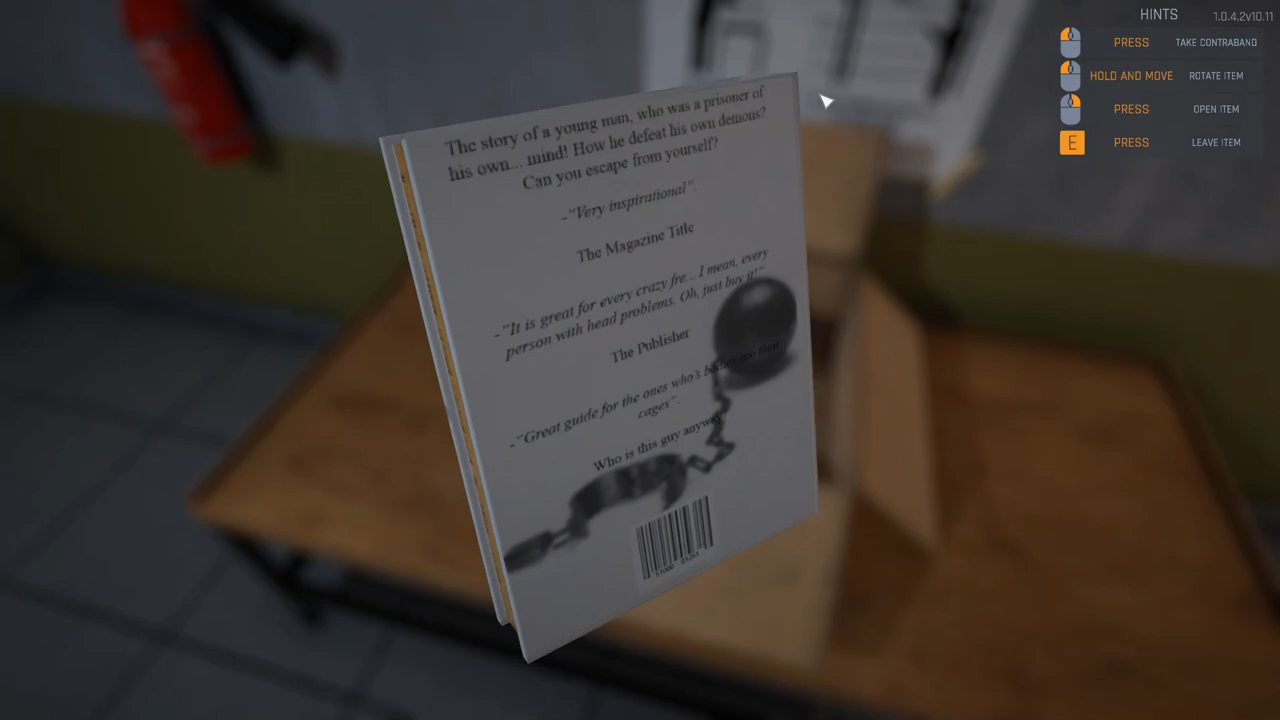 HINTS
1.0.4.2v10.11
PRESS TAKE CONTRABAND
HOLD AND MOVE ROTATE ITEM
PRESS OPEN ITEM
E PRESS LEAVE ITEM
The story of a young man, who was a prisoner of
his own... mind! How he defeat his own demons?
Can you escape from yourself?
-"Very inspirational".
The Magazine Title
-"It is great for every crazy fre... I mean, every
person with head problems. Oh, just buy it!"
The Publisher
-"Great guide for the ones who's bodies are their
cages".
Who is this guy anyway